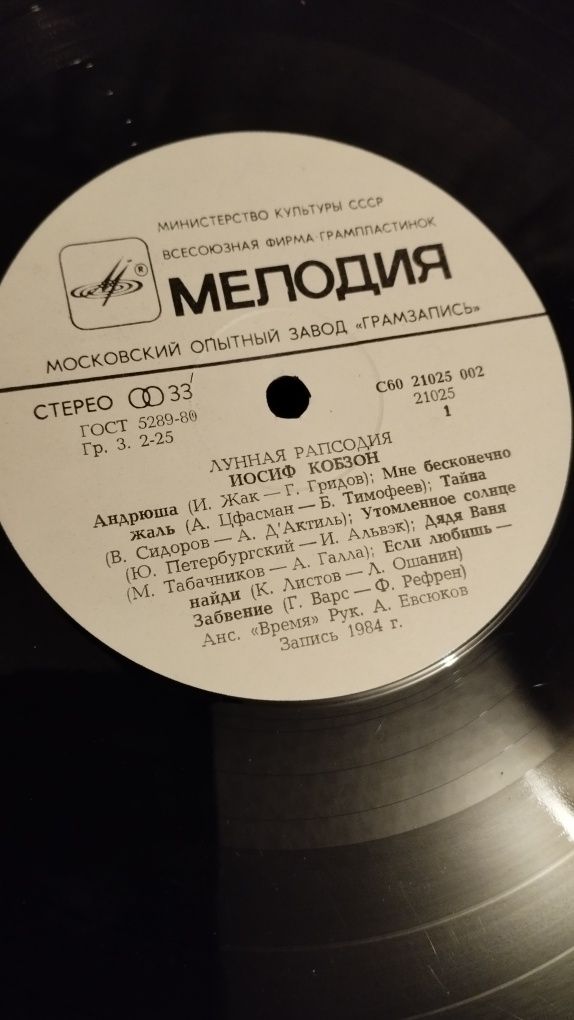 МИНИСТЕРСТВО КУЛЬТУРЫ СССР
ВСЕСОЮЗНАЯ ФИРМА·ГРАМПЛАСТИНОК
®
МЕЛОДИЯ
МОСКОВСКИЙ ОПЫТНЫЙ ЗАВОД «ГРАМЗАПИСЬ»
СТЕРЕО 33
ГОСТ 5289-80
Гр. 3. 2-25
С60 21025 002
21025
1
ЛУННАЯ РАПСОДИЯ
ИОСИФ КОБЗОН
Андрюша (И. Жак — Г. Гридов); Мне бесконечно
жаль (А. Цфасман — Б. Тимофеев); Тайна
(В. Сидоров — А. Д'Актиль); Утомленное солнце
(Ю. Петербургский — И. Альвэк); Дядя Ваня
(М. Табачников — А. Галла); Если любишь —
найди (К. Листов — Л. Ошанин)
Забвение (Г. Варс — Ф. Рефрен)
Анс. «Время» Рук. А. Евсюков
Запись 1984 г.